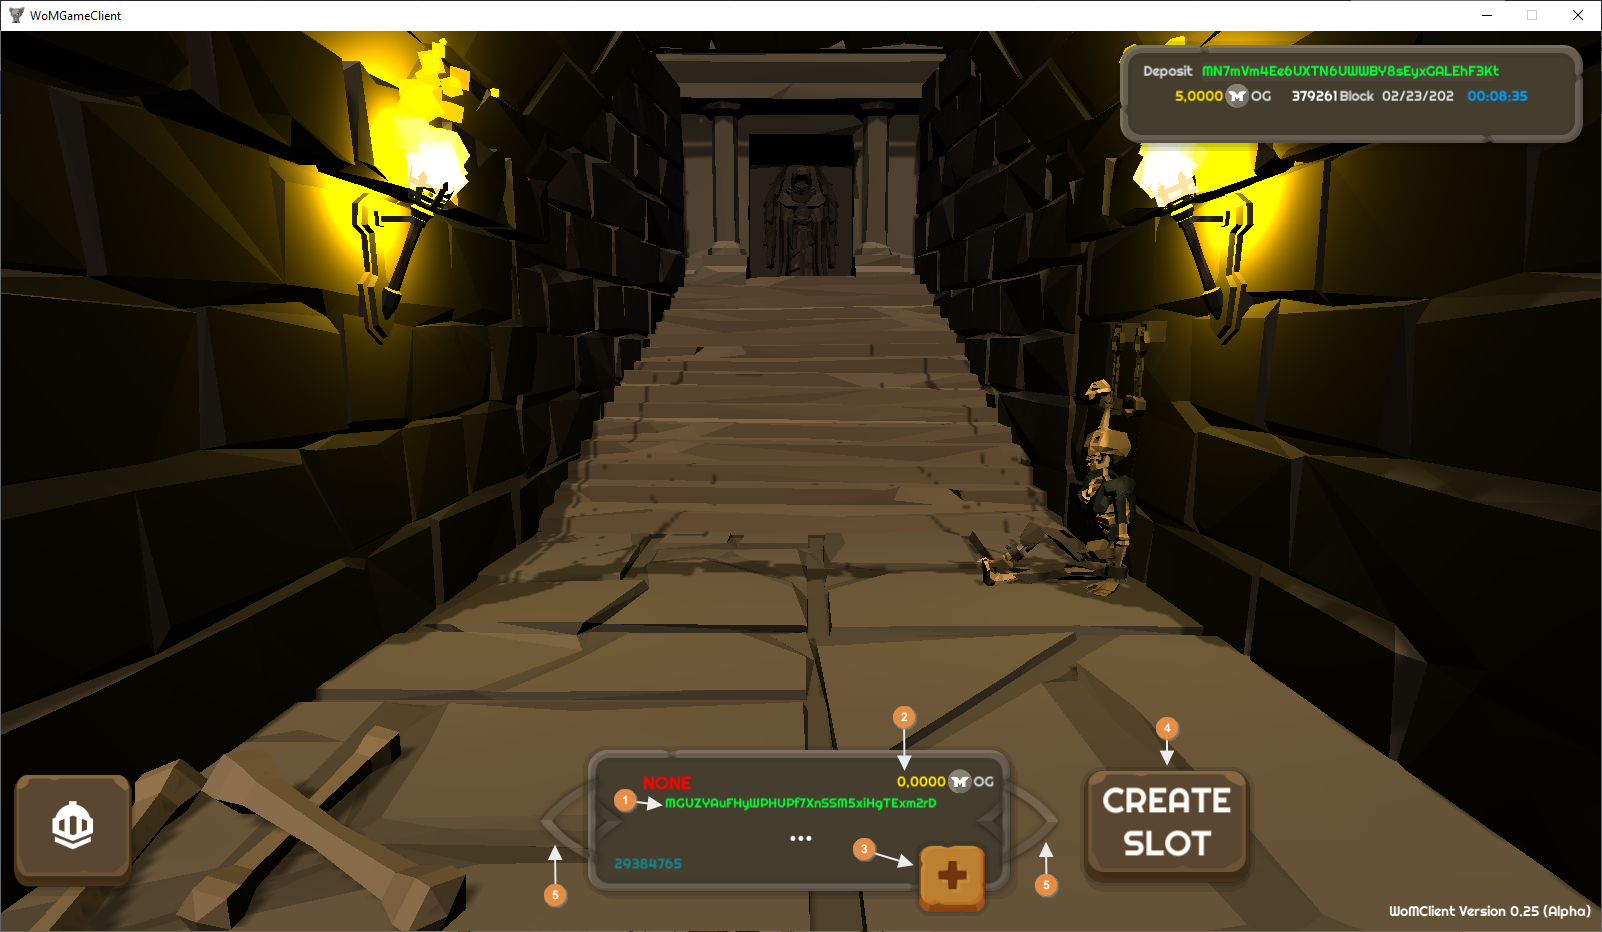 WoMGameClient
Deposit MN7mVm4Ee6UXTN6UWWBY8sEyxGALEhF3Kt
5,0000 M OG 379261 Block 02/23/202 00:08:35
2
4
NONE 0,0000 M OG
1 MGUZYAuFHyWPHUPf7XnSSM5xiHgTExm2rD
...
3
29384765
5
5
CREATE
SLOT
WoMClient Version 0.25 (Alpha)